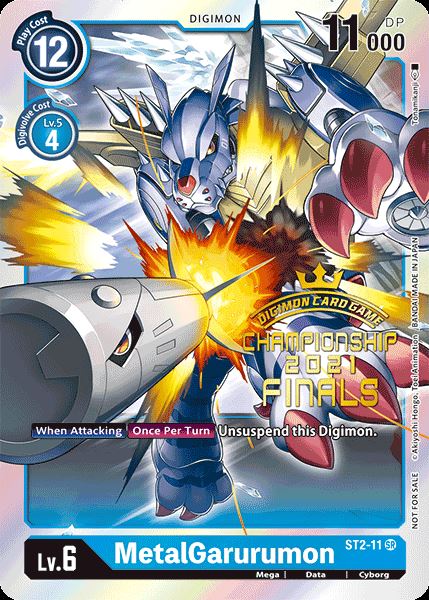 Play Cost
12
DIGIMON
DP
11000
Digivolve Cost
Lv.5
4
Tonamikanji
DIGIMON CARD GAME
CHAMPIONSHIP
2021
FINALS
When Attacking Once Per Turn Unsuspend this Digimon.
NOT FOR SALE ©Akiyoshi Hongo, Toei Animation BANDAI MADE IN JAPAN
Lv.6
MetalGarurumon
ST2-11 SR
Mega | Data | Cyborg